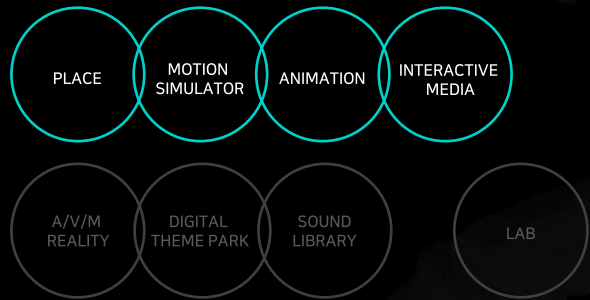 PLACE
MOTION
SIMULATOR
ANIMATION
INTERACTIVE
MEDIA
A/V/M
REALITY
DIGITAL
THEME PARK
SOUND
LIBRARY
LAB